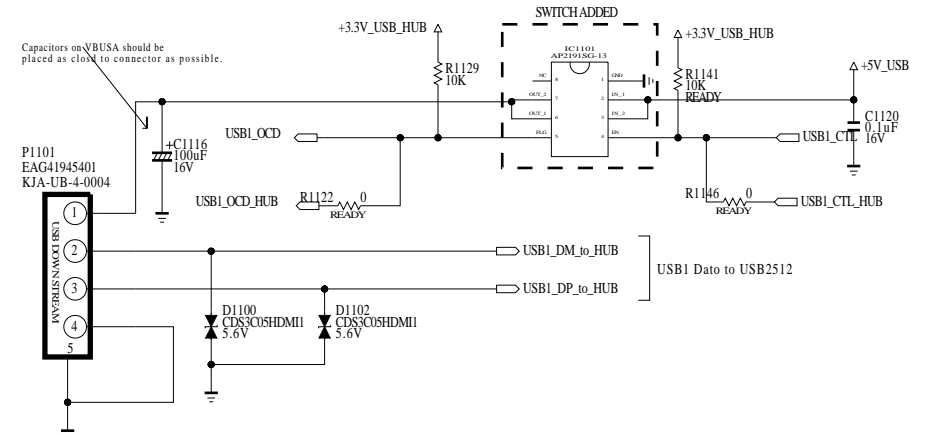 SWITCH ADDED
+3.3V_USB_HUB
+3.3V_USB_HUB
Capacitors on VBUSA should be
placed as closd to connector as possible.
IC1101
AP2191SG-13
R1129
10K
R1141
10K
READY
+5V_USB
NC
8
1
GND
OUT_2
7
2
IN_1
OUT_1
6
3
IN_2
FLG
5
4
EN
C1120
0.1uF
16V
+C1116
100uF
16V
USB1_OCD
USB1_CTL
P1101
EAG41945401
KJA-UB-4-0004
USB1_OCD_HUB
R1122
0
READY
R1146
0
READY
USB1_CTL_HUB
1
2
3
4
5
USB DOWN STREAM
USB1_DM_to_HUB
USB1_DP_to_HUB
USB1 Dato to USB2512
D1100
CDS3C05HDMI1
5.6V
D1102
CDS3C05HDMI1
5.6V